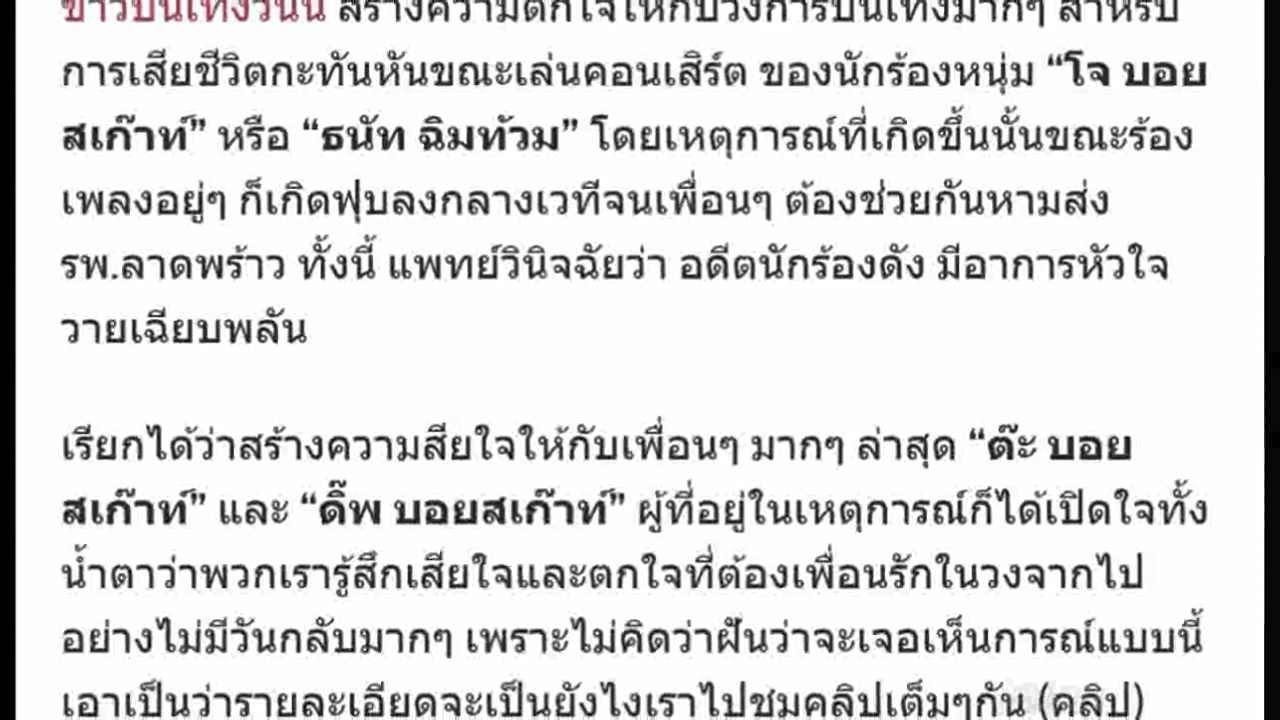 ข่าวบันเทิงวันนี้ สร้างความตกใจให้กับวงการบันเทิงมากๆ สำหรับ
การเสียชีวิตกะทันหันขณะเล่นคอนเสิร์ต ของนักร้องหนุ่ม “โจ บอย
สเก๊าท์” หรือ “ธนัท ฉิมท้วม” โดยเหตุการณ์ที่เกิดขึ้นนั้นขณะร้อง
เพลงอยู่ๆ ก็เกิดฟุบลงกลางเวทีจนเพื่อนๆ ต้องช่วยกันหามส่ง
รพ.ลาดพร้าว ทั้งนี้ แพทย์วินิจฉัยว่า อดีตนักร้องดัง มีอาการหัวใจ
วายเฉียบพลัน
เรียกได้ว่าสร้างความสียใจให้กับเพื่อนๆ มากๆ ล่าสุด “ต๊ะ บอย
สเก๊าท์” และ “ดิ๊พ บอยสเก๊าท์” ผู้ที่อยู่ในเหตุการณ์ก็ได้เปิดใจทั้ง
น้ำตาว่าพวกเรารู้สึกเสียใจและตกใจที่ต้องเพื่อนรักในวงจากไป
อย่างไม่มีวันกลับมากๆ เพราะไม่คิดว่าฝันว่าจะเจอเห็นการณ์แบบนี้
เอาเป็นว่ารายละเอียดจะเป็นยังไงเราไปชมคลิปเต็มๆกัน (คลิป)